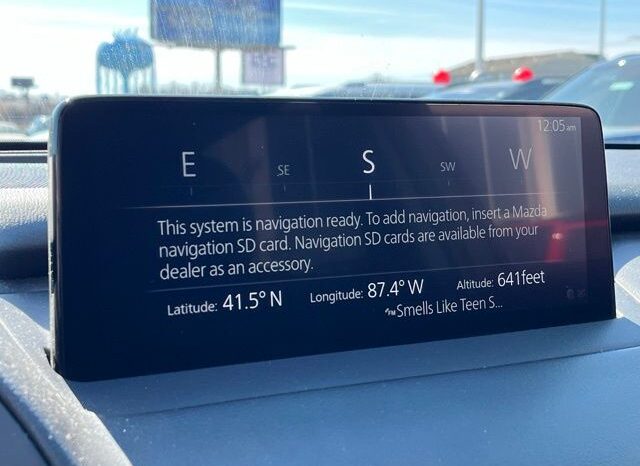 12:05am
E SE S SW W
This system is navigation ready. To add navigation, insert a Mazda
navigation SD card. Navigation SD cards are available from your
dealer as an accessory.
Latitude: 41.5° N Longitude: 87.4° W Altitude: 641feet
FM Smells Like Teen S...